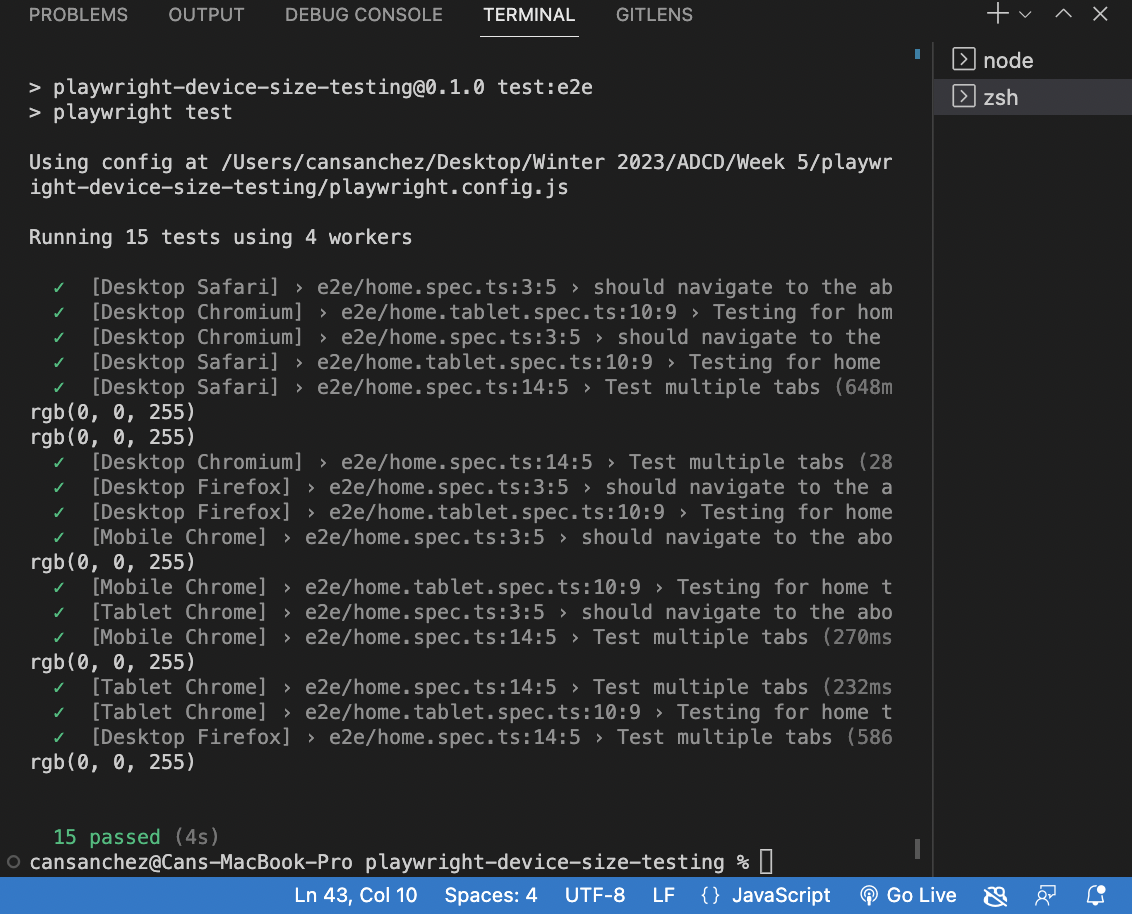 PROBLEMS OUTPUT DEBUG CONSOLE TERMINAL GITLENS
node
zsh
> playwright-device-size-testing@0.1.0 test:e2e
> playwright test
Using config at /Users/cansanchez/Desktop/Winter 2023/ADCD/Week 5/playwr
ight-device-size-testing/playwright.config.js
Running 15 tests using 4 workers
✓ [Desktop Safari] › e2e/home.spec.ts:3:5 › should navigate to the ab
✓ [Desktop Chromium] › e2e/home.tablet.spec.ts:10:9 › Testing for hom
✓ [Desktop Chromium] › e2e/home.spec.ts:3:5 › should navigate to the
✓ [Desktop Safari] › e2e/home.tablet.spec.ts:10:9 › Testing for home
✓ [Desktop Safari] › e2e/home.spec.ts:14:5 › Test multiple tabs (648m
rgb(0, 0, 255)
rgb(0, 0, 255)
✓ [Desktop Chromium] › e2e/home.spec.ts:14:5 › Test multiple tabs (28
✓ [Desktop Firefox] › e2e/home.spec.ts:3:5 › should navigate to the a
✓ [Desktop Firefox] › e2e/home.tablet.spec.ts:10:9 › Testing for home
✓ [Mobile Chrome] › e2e/home.spec.ts:3:5 › should navigate to the abo
rgb(0, 0, 255)
✓ [Mobile Chrome] › e2e/home.tablet.spec.ts:10:9 › Testing for home t
✓ [Tablet Chrome] › e2e/home.spec.ts:3:5 › should navigate to the abo
✓ [Mobile Chrome] › e2e/home.spec.ts:14:5 › Test multiple tabs (270ms
rgb(0, 0, 255)
✓ [Tablet Chrome] › e2e/home.spec.ts:14:5 › Test multiple tabs (232ms
✓ [Tablet Chrome] › e2e/home.tablet.spec.ts:10:9 › Testing for home t
✓ [Desktop Firefox] › e2e/home.spec.ts:14:5 › Test multiple tabs (586
rgb(0, 0, 255)
15 passed (4s)
cansanchez@Cans-MacBook-Pro playwright-device-size-testing %
Ln 43, Col 10 Spaces: 4 UTF-8 LF {} JavaScript Go Live